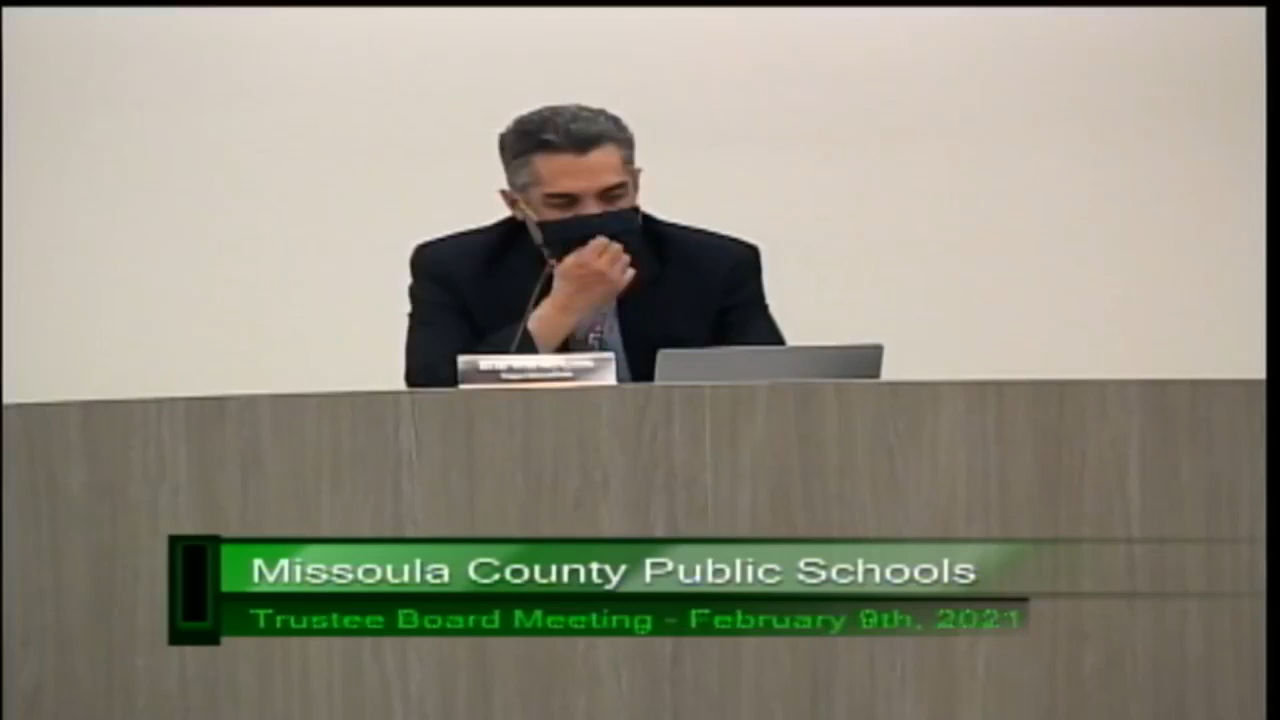 Missoula County Public Schools
Trustee Board Meeting - February 9th, 2021